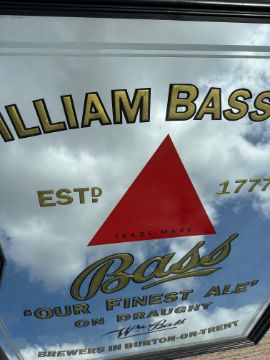 ILLIAM BASS
ESTD 1777
TRADE MARK
Bass
'OUR FINEST ALE'
ON DRAUGHT
Wm Bass
BREWERS IN BURTON-ON-TRENT